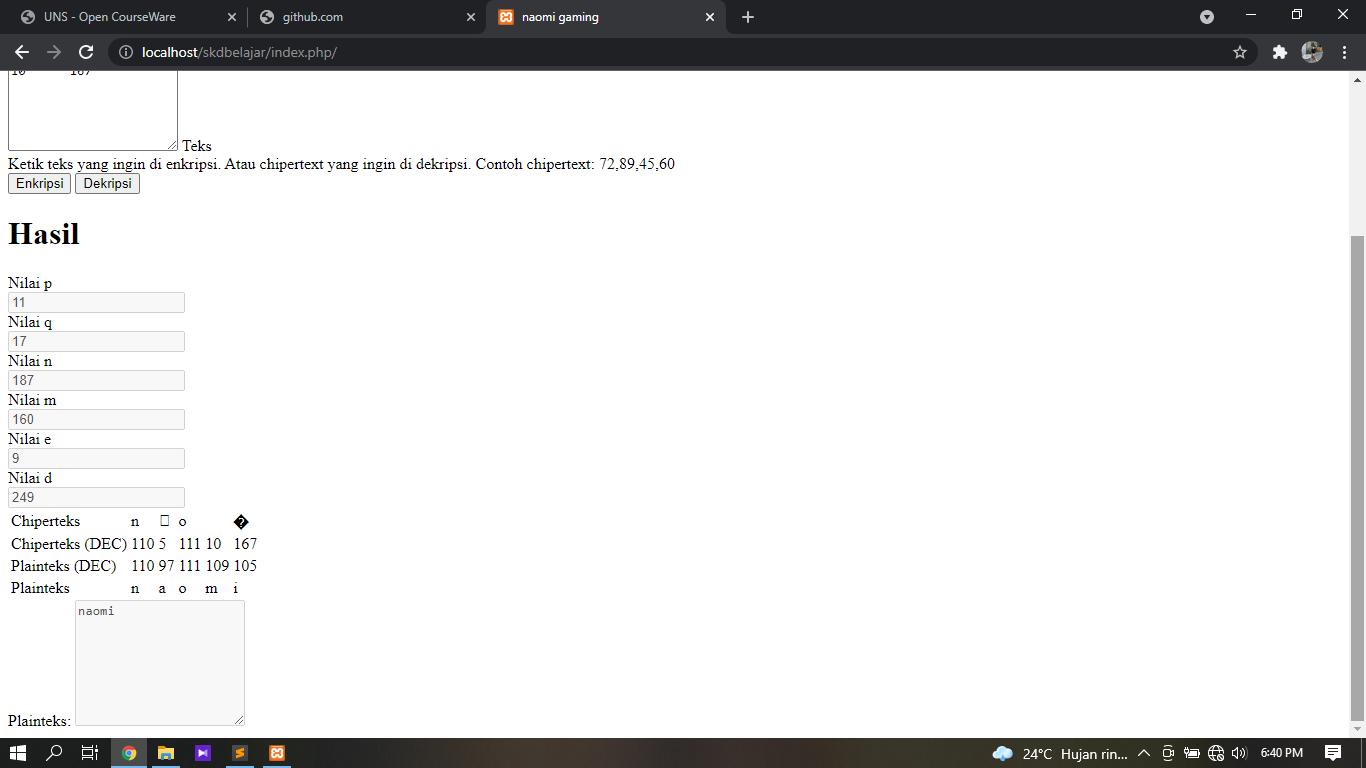 UNS - Open CourseWare
github.com
naomi gaming
localhost/skdbelajar/index.php/
10 167
Teks
Ketik teks yang ingin di enkripsi. Atau chipertext yang ingin di dekripsi. Contoh chipertext: 72,89,45,60
Enkripsi Dekripsi
Hasil
Nilai p
11
Nilai q
17
Nilai n
187
Nilai m
160
Nilai e
9
Nilai d
249
Chiperteks n o �
Chiperteks (DEC) 110 5 111 10 167
Plainteks (DEC) 110 97 111 109 105
Plainteks n a o m i
naomi
Plainteks:
24°C Hujan rin... 6:40 PM